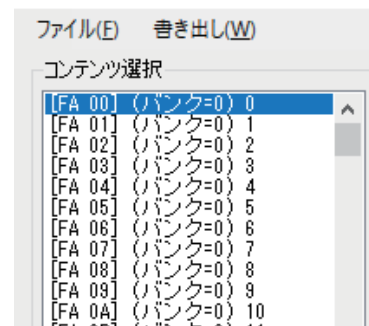 ファイル(F) 書き出し(W)
コンテンツ選択
[FA 00] (バンク=0) 0
[FA 01] (バンク=0) 1
[FA 02] (バンク=0) 2
[FA 03] (バンク=0) 3
[FA 04] (バンク=0) 4
[FA 05] (バンク=0) 5
[FA 06] (バンク=0) 6
[FA 07] (バンク=0) 7
[FA 08] (バンク=0) 8
[FA 09] (バンク=0) 9
[FA 0A] (バンク=0) 10